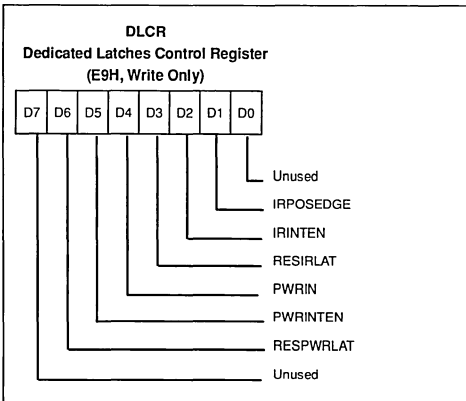 DLCR
Dedicated Latches Control Register
(E9H, Write Only)
D7 D6 D5 D4 D3 D2 D1 D0
Unused
IRPOSEDGE
IRINTEN
RESIRLAT
PWRIN
PWRINTEN
RESPWRLAT
Unused